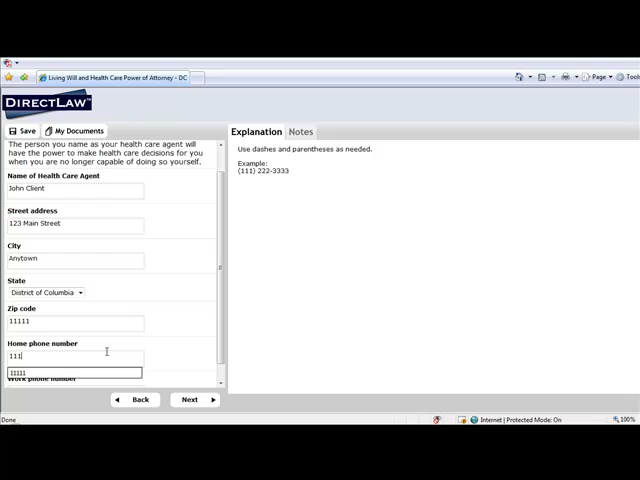 Living Will and Health Care Power of Attorney - DC
Page
Tools
DIRECTLAW™
Save
My Documents
Explanation
Notes
The person you name as your health care agent will
have the power to make health care decisions for you
when you are no longer capable of doing so yourself.
Use dashes and parentheses as needed.
Example:
(111) 222-3333
Name of Health Care Agent
John Client
Street address
123 Main Street
City
Anytown
State
District of Columbia
Zip code
11111
Home phone number
111
11111
Work phone number
Back
Next
Done
Internet | Protected Mode: On
100%